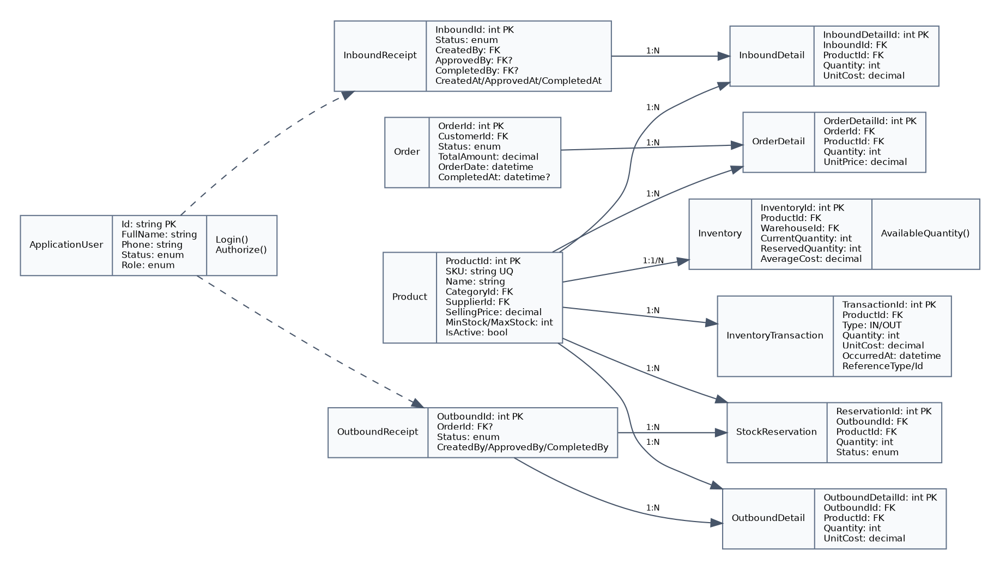 InboundReceipt
InboundId: int PK
Status: enum
CreatedBy: FK
ApprovedBy: FK?
CompletedBy: FK?
CreatedAt/ApprovedAt/CompletedAt
1:N
InboundDetail
InboundDetailId: int PK
InboundId: FK
ProductId: FK
Quantity: int
UnitCost: decimal
1:N
Order
OrderId: int PK
CustomerId: FK
Status: enum
TotalAmount: decimal
OrderDate: datetime
CompletedAt: datetime?
1:N
OrderDetail
OrderDetailId: int PK
OrderId: FK
ProductId: FK
Quantity: int
UnitPrice: decimal
1:N
ApplicationUser
Id: string PK
FullName: string
Phone: string
Status: enum
Role: enum
Login()
Authorize()
Inventory
InventoryId: int PK
ProductId: FK
WarehouseId: FK
CurrentQuantity: int
ReservedQuantity: int
AverageCost: decimal
AvailableQuantity()
1:1/N
Product
ProductId: int PK
SKU: string UQ
Name: string
CategoryId: FK
SupplierId: FK
SellingPrice: decimal
MinStock/MaxStock: int
IsActive: bool
1:N
InventoryTransaction
TransactionId: int PK
ProductId: FK
Type: IN/OUT
Quantity: int
UnitCost: decimal
OccurredAt: datetime
ReferenceType/Id
1:N
OutboundReceipt
OutboundId: int PK
OrderId: FK?
Status: enum
CreatedBy/ApprovedBy/CompletedBy
1:N
1:N
StockReservation
ReservationId: int PK
OutboundId: FK
ProductId: FK
Quantity: int
Status: enum
1:N
OutboundDetail
OutboundDetailId: int PK
OutboundId: FK
ProductId: FK
Quantity: int
UnitCost: decimal